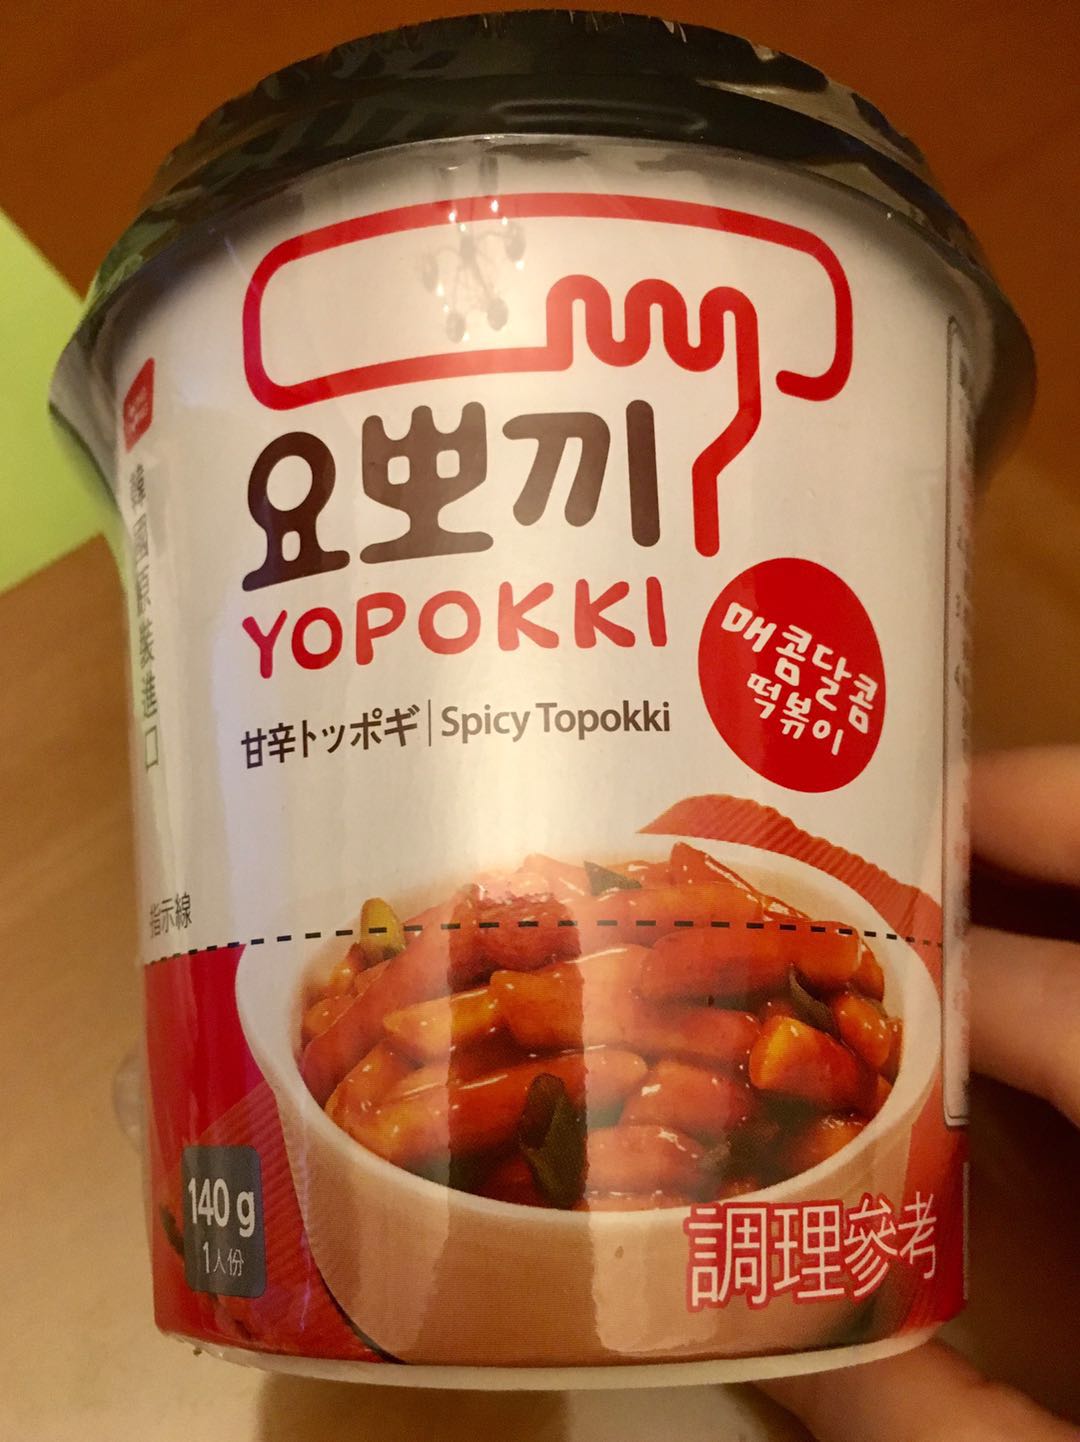 요뽀끼
YOPOKKI
매콤달콤
떡볶이
甘辛トッポギ | Spicy Topokki
韓國原裝進口
指示線
140 g
1人份
調理參考